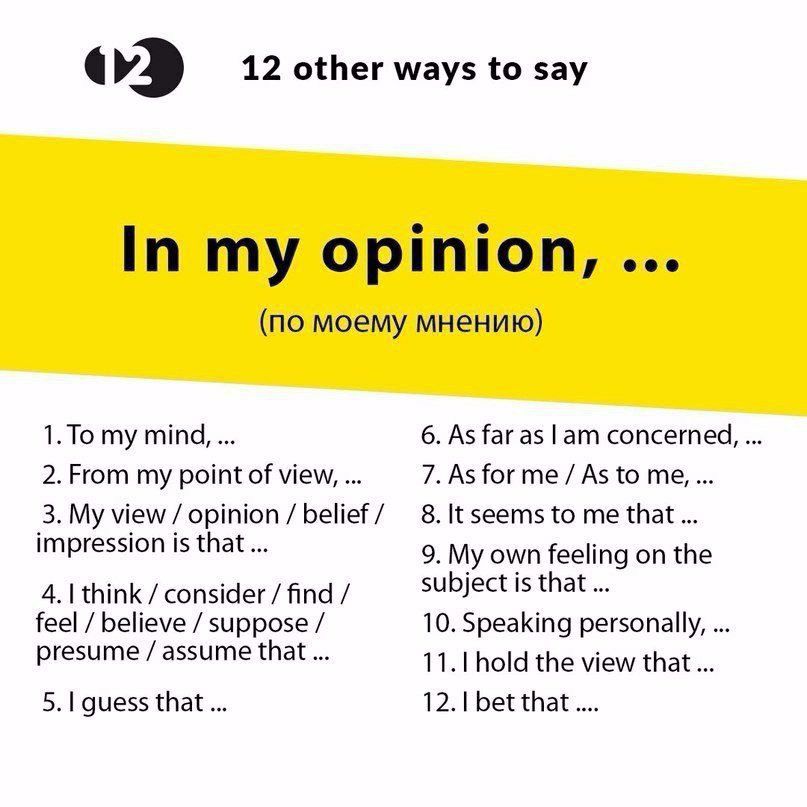 12
12 other ways to say
In my opinion, ...
(по моему мнению)
1. To my mind, ...
2. From my point of view, ...
3. My view / opinion / belief /
impression is that ...
4. I think / consider / find /
feel / believe / suppose /
presume / assume that ...
5. I guess that ...
6. As far as I am concerned, ...
7. As for me / As to me, ...
8. It seems to me that ...
9. My own feeling on the
subject is that ...
10. Speaking personally, ...
11. I hold the view that ...
12. I bet that ....